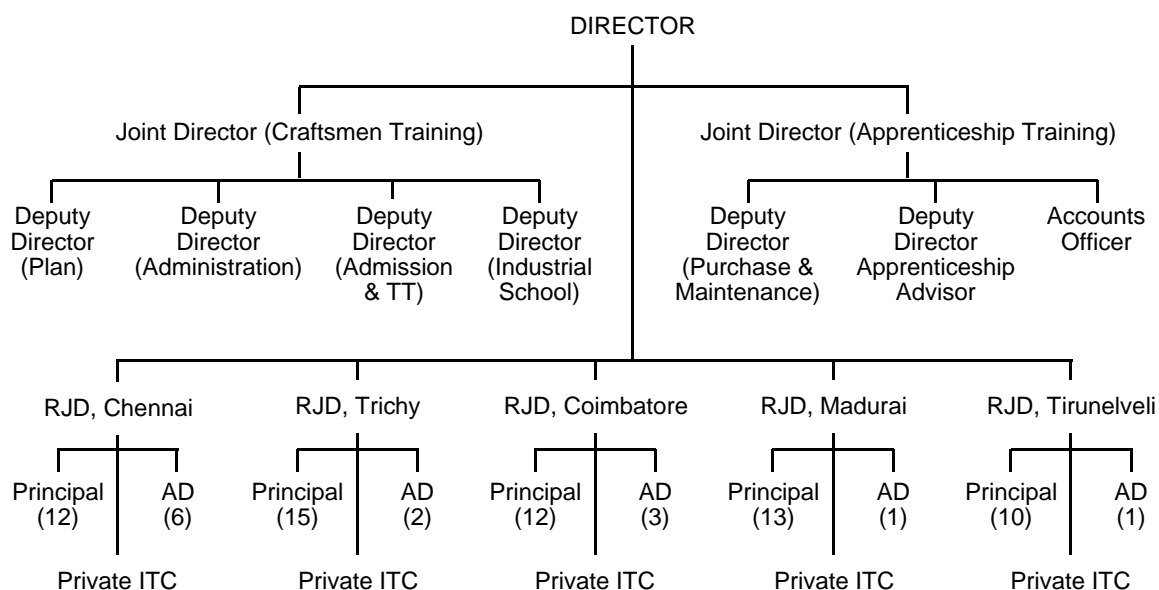 DIRECTOR
Joint Director (Craftsmen Training)
Joint Director (Apprenticeship Training)
Deputy
Director
(Plan)
Deputy
Director
(Administration)
Deputy
Director
(Admission
& TT)
Deputy
Director
(Industrial
School)
Deputy
Director
(Purchase &
Maintenance)
Deputy
Director
Apprenticeship
Advisor
Accounts
Officer
RJD, Chennai
RJD, Trichy
RJD, Coimbatore
RJD, Madurai
RJD, Tirunelveli
Principal
(12)
AD
(6)
Principal
(15)
AD
(2)
Principal
(12)
AD
(3)
Principal
(13)
AD
(1)
Principal
(10)
AD
(1)
Private ITC
Private ITC
Private ITC
Private ITC
Private ITC